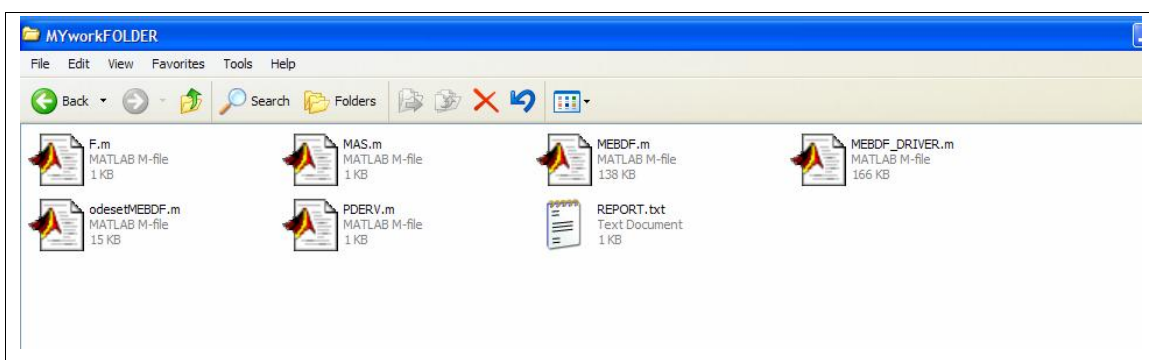 MYworkFOLDER
File Edit View Favorites Tools Help
Back Search Folders
F.m
MATLAB M-file
1 KB
MAS.m
MATLAB M-file
1 KB
MEBDF.m
MATLAB M-file
138 KB
MEBDF_DRIVER.m
MATLAB M-file
166 KB
odesetMEBDF.m
MATLAB M-file
15 KB
PDERV.m
MATLAB M-file
1 KB
REPORT.txt
Text Document
1 KB